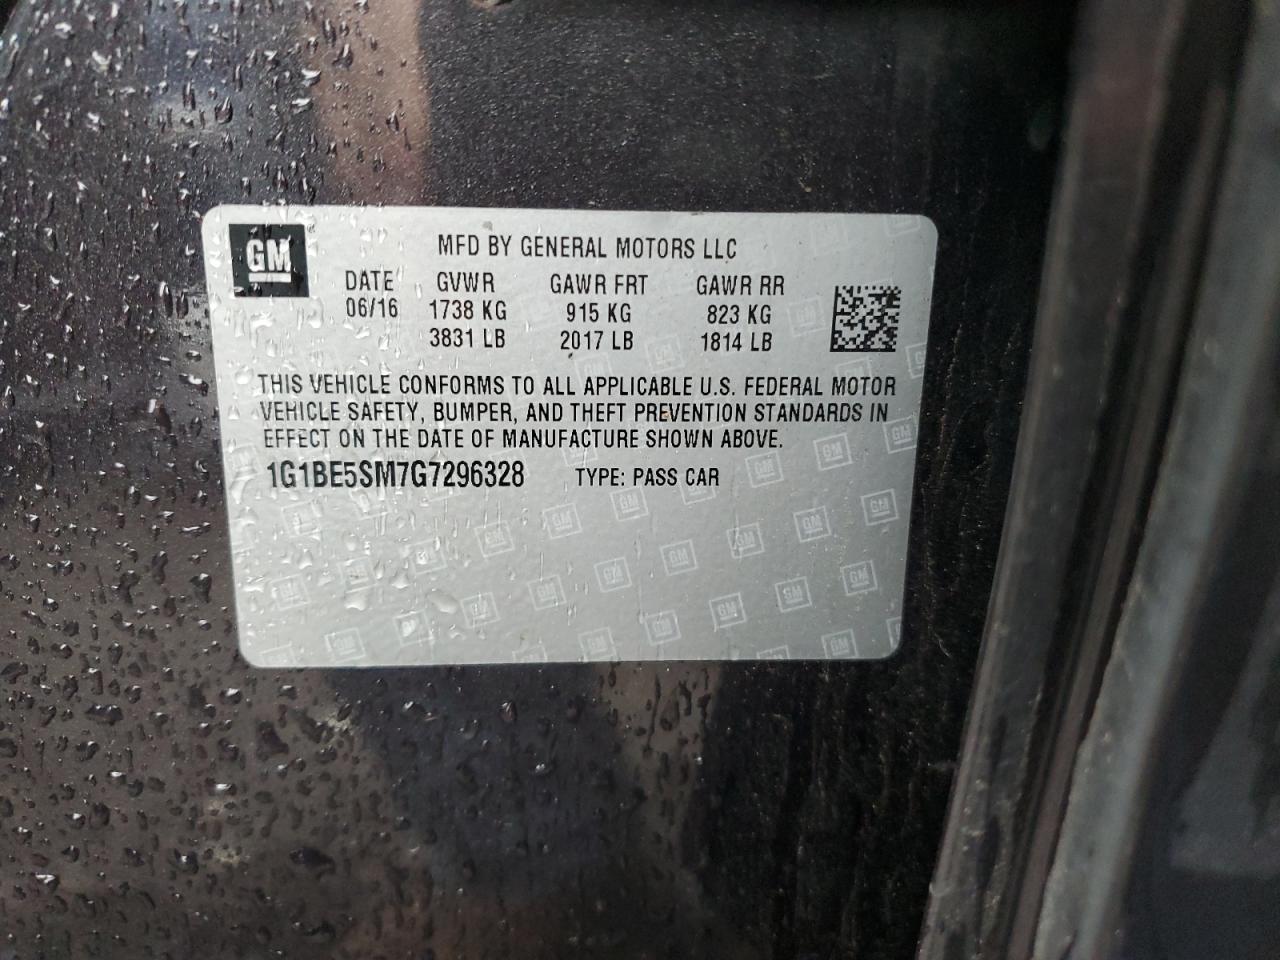 GM
MFD BY GENERAL MOTORS LLC
DATE GVWR GAWR FRT GAWR RR
06/16 1738 KG 915 KG 823 KG
3831 LB 2017 LB 1814 LB
THIS VEHICLE CONFORMS TO ALL APPLICABLE U.S. FEDERAL MOTOR
VEHICLE SAFETY, BUMPER, AND THEFT PREVENTION STANDARDS IN
EFFECT ON THE DATE OF MANUFACTURE SHOWN ABOVE.
1G1BE5SM7G7296328 TYPE: PASS CAR